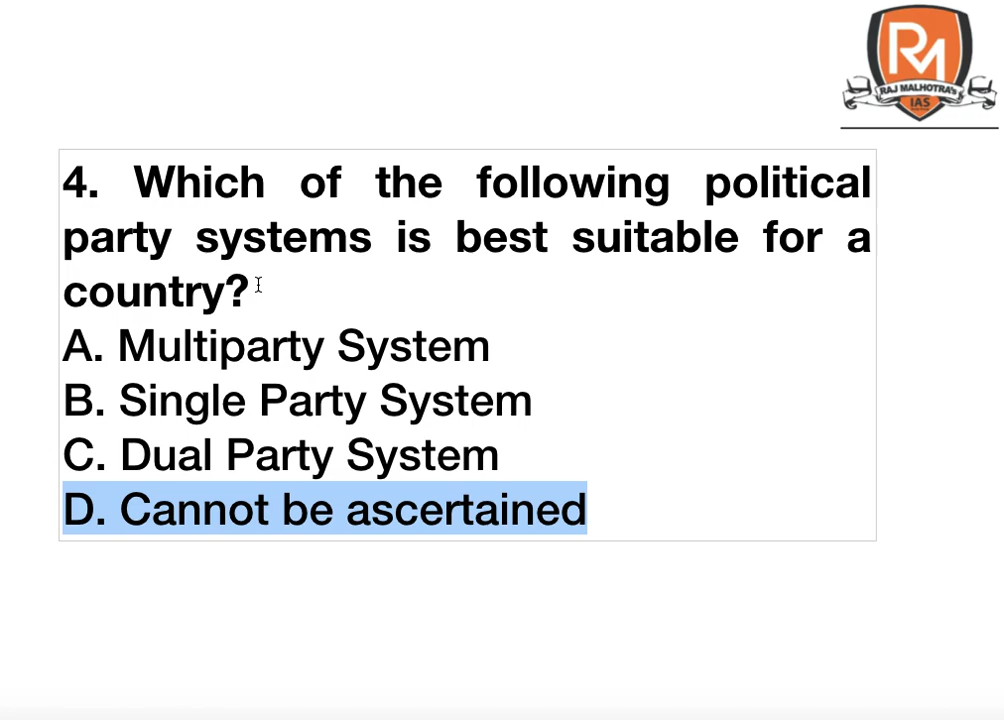 RM
RAJ MALHOTRA's
IAS
4. Which of the following political
party systems is best suitable for a
country?
A. Multiparty System
B. Single Party System
C. Dual Party System
D. Cannot be ascertained